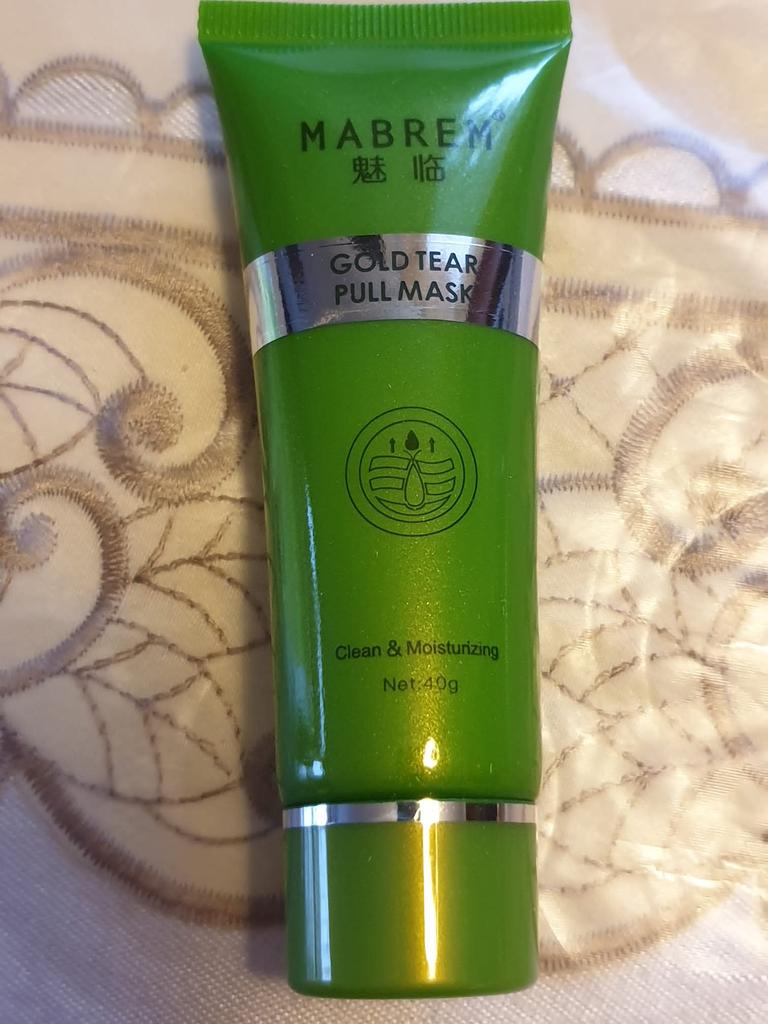 MABREM®
魅临
GOLD TEAR
PULL MASK
Clean & Moisturizing
Net:40g